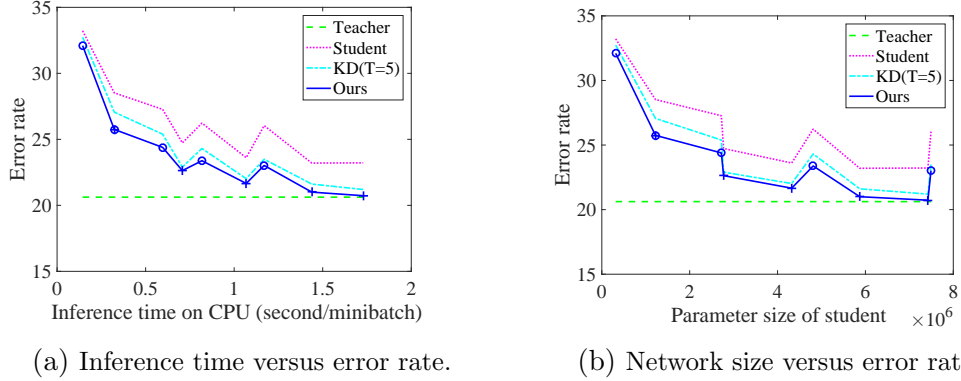 40
35
30
25
20
15
Error rate
0
0.5
1
1.5
2
Inference time on CPU (second/minibatch)
Teacher
Student
KD(T=5)
Ours
(a) Inference time versus error rate.
40
35
30
25
20
15
Error rate
0
2
4
6
8
Parameter size of student
×10^6
Teacher
Student
KD(T=5)
Ours
(b) Network size versus error rat